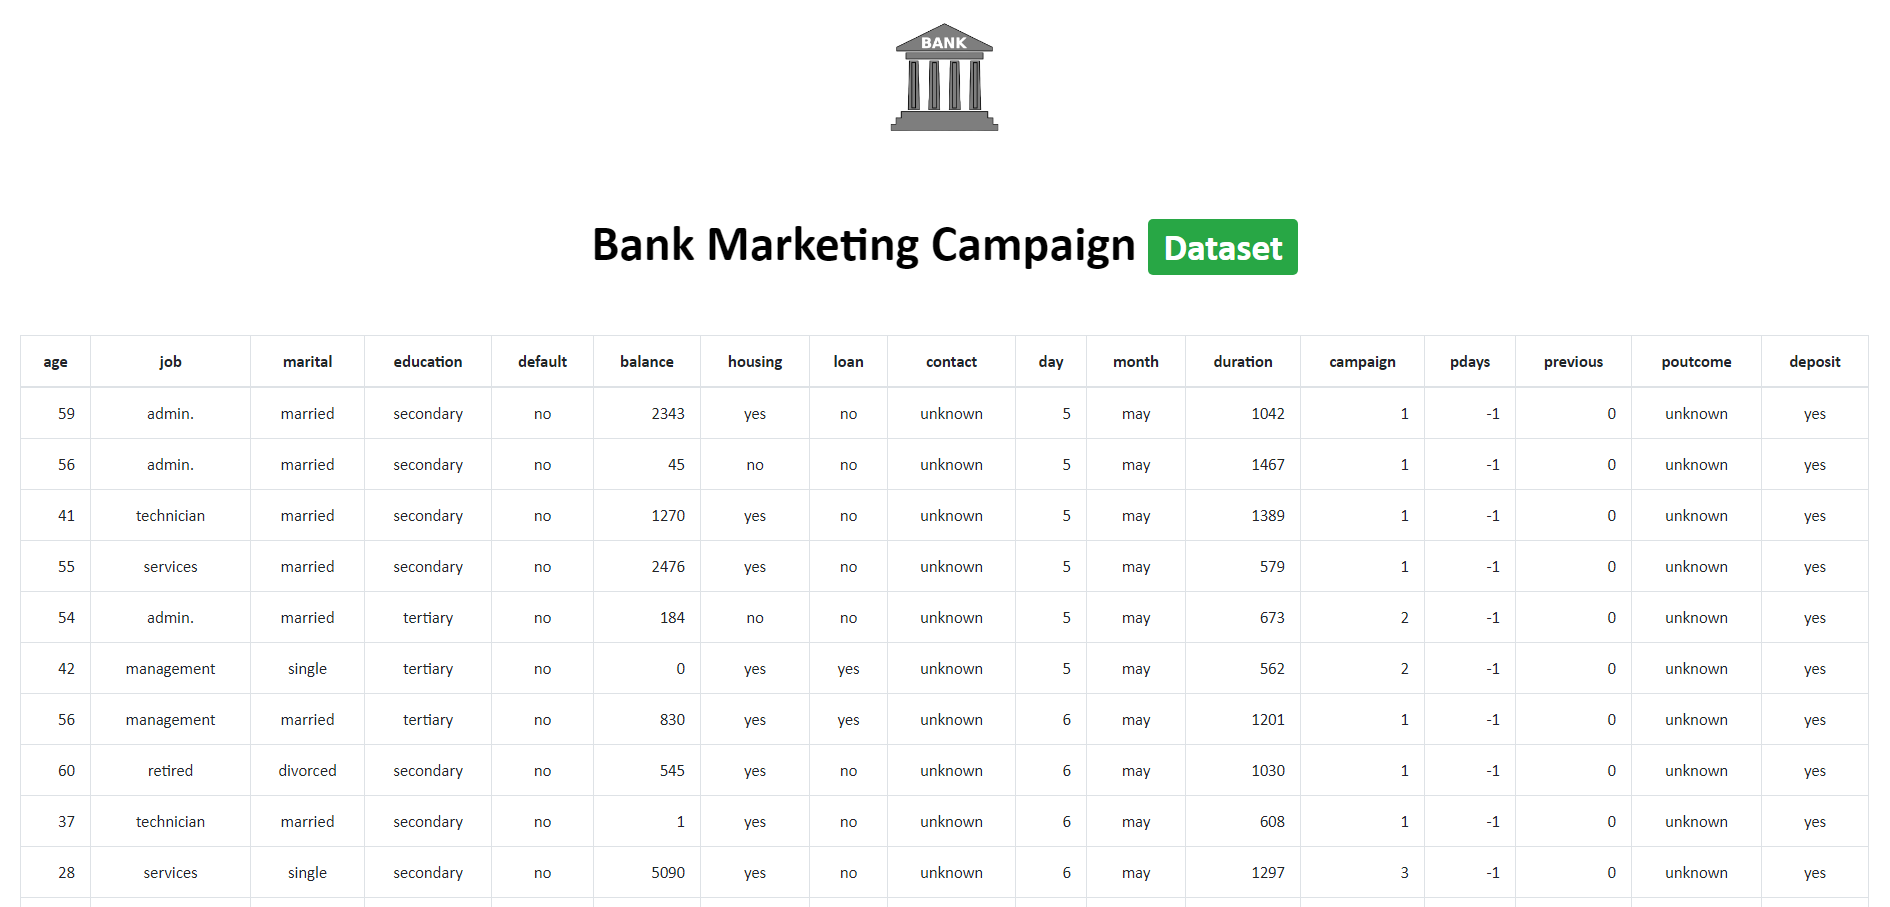 BANK
Bank Marketing Campaign Dataset
age job marital education default balance housing loan contact day month duration campaign pdays previous poutcome deposit
59 admin. married secondary no 2343 yes no unknown 5 may 1042 1 -1 0 unknown yes
56 admin. married secondary no 45 no no unknown 5 may 1467 1 -1 0 unknown yes
41 technician married secondary no 1270 yes no unknown 5 may 1389 1 -1 0 unknown yes
55 services married secondary no 2476 yes no unknown 5 may 579 1 -1 0 unknown yes
54 admin. married tertiary no 184 no no unknown 5 may 673 2 -1 0 unknown yes
42 management single tertiary no 0 yes yes unknown 5 may 562 2 -1 0 unknown yes
56 management married tertiary no 830 yes yes unknown 6 may 1201 1 -1 0 unknown yes
60 retired divorced secondary no 545 yes no unknown 6 may 1030 1 -1 0 unknown yes
37 technician married secondary no 1 yes no unknown 6 may 608 1 -1 0 unknown yes
28 services single secondary no 5090 yes no unknown 6 may 1297 3 -1 0 unknown yes